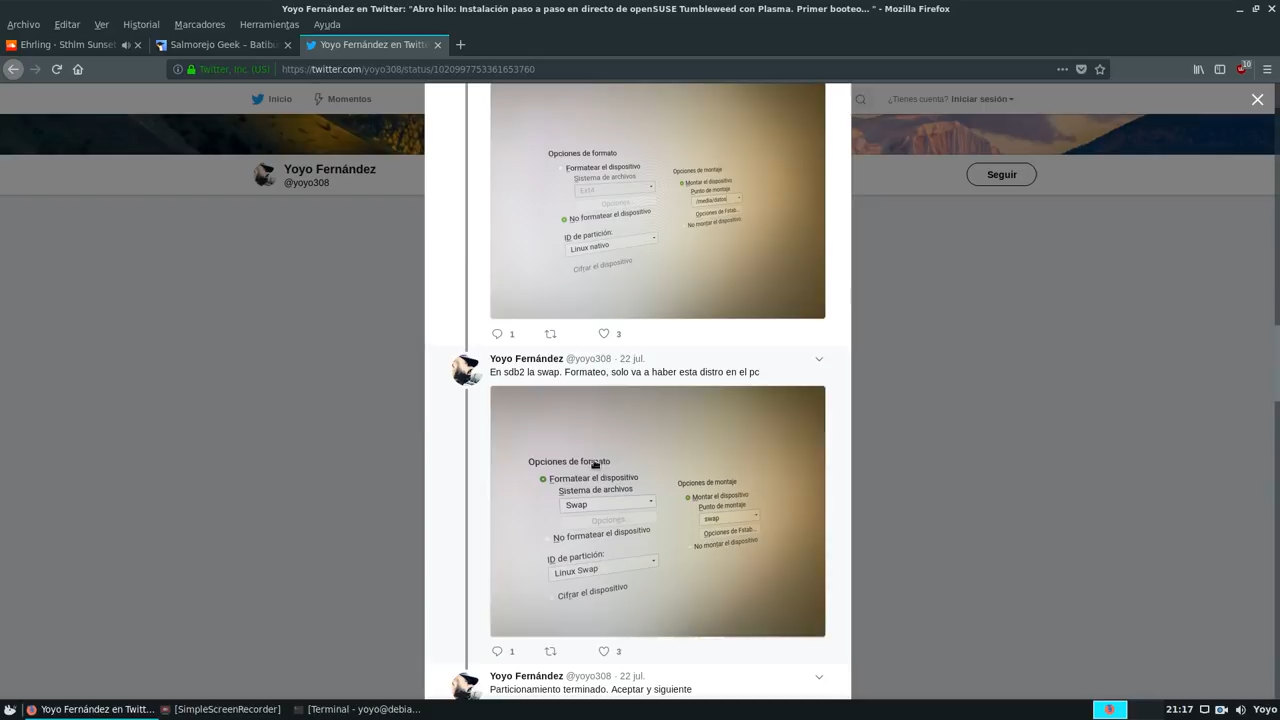 Yoyo Fernández en Twitter: "Abro hilo: Instalación paso a paso en directo de openSUSE Tumbleweed con Plasma. Primer booteo…" - Mozilla Firefox
Archivo Editar Ver Historial Marcadores Herramientas Ayuda
Ehrling - Sthlm Sunset
Salmorejo Geek – Batibu
Yoyo Fernández en Twitte
Twitter, Inc. (US)
https://twitter.com/yoyo308/status/1020997753361653760
10
Inicio
Momentos
¿Tienes cuenta? Iniciar sesión
Yoyo Fernández
@yoyo308
Seguir
Opciones de formato
Formatear el dispositivo
Sistema de archivos
Ext4
Opciones...
No formatear el dispositivo
ID de partición:
Linux nativo
Cifrar el dispositivo
Opciones de montaje
Montar el dispositivo
Punto de montaje
/media/datos
Opciones de Fstab...
No montar el dispositivo
1
3
Yoyo Fernández @yoyo308 · 22 jul.
En sdb2 la swap. Formateo, solo va a haber esta distro en el pc
Opciones de formato
Formatear el dispositivo
Sistema de archivos
Swap
Opciones...
No formatear el dispositivo
ID de partición:
Linux Swap
Cifrar el dispositivo
Opciones de montaje
Montar el dispositivo
Punto de montaje
swap
Opciones de Fstab...
No montar el dispositivo
1
3
Yoyo Fernández @yoyo308 · 22 jul.
Particionamiento terminado. Aceptar y siguiente
Yoyo Fernández en Twitt...
[SimpleScreenRecorder]
[Terminal - yoyo@debia...
21:17
Yoyo